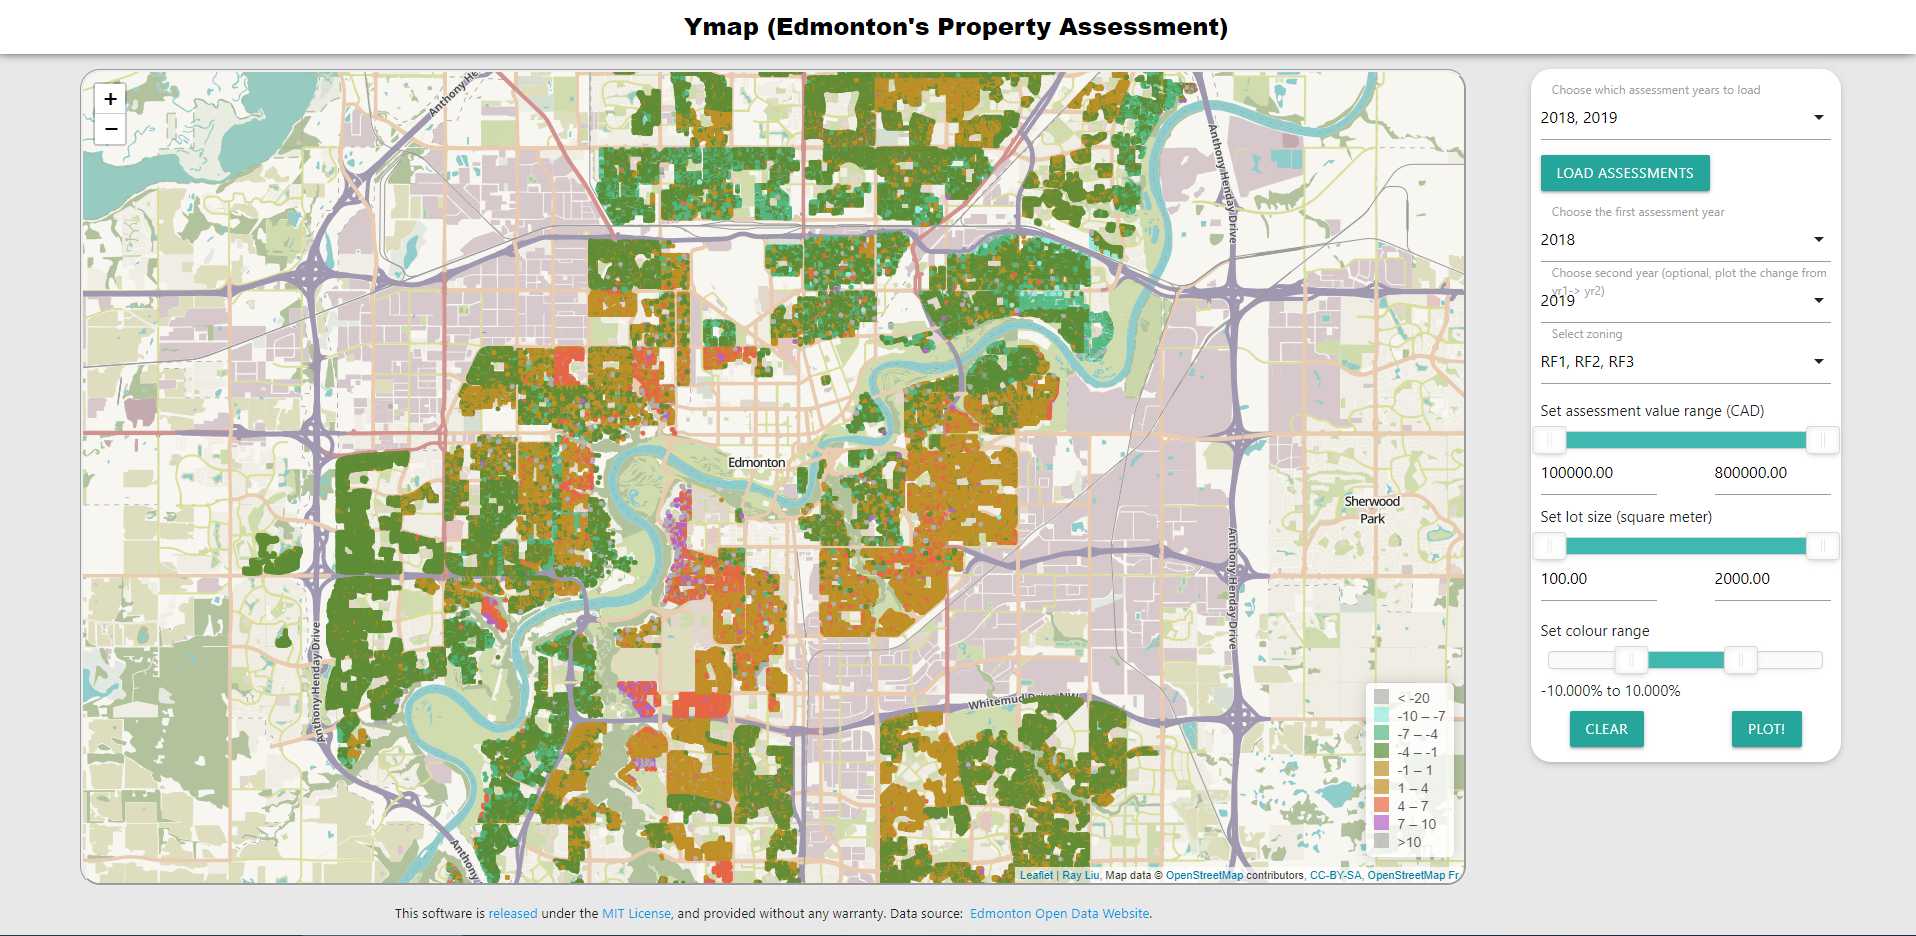 Ymap (Edmonton's Property Assessment)
+
−
Anthony He
Anthony Henday Drive
Edmonton
Sherwood
Park
Anthony Henday Drive
Anthony Henday Drive
Whitemud Drive NW
Anthony
< -20
-10 – -7
-7 – -4
-4 – -1
-1 – 1
1 – 4
4 – 7
7 – 10
>10
Leaflet | Ray Liu, Map data © OpenStreetMap contributors, CC-BY-SA, OpenStreetMap Fr
Choose which assessment years to load
2018, 2019
LOAD ASSESSMENTS
Choose the first assessment year
2018
Choose second year (optional, plot the change from
yr1-> yr2)
2019
Select zoning
RF1, RF2, RF3
Set assessment value range (CAD)
100000.00 800000.00
Set lot size (square meter)
100.00 2000.00
Set colour range
-10.000% to 10.000%
CLEAR PLOT!
This software is released under the MIT License, and provided without any warranty. Data source: Edmonton Open Data Website.